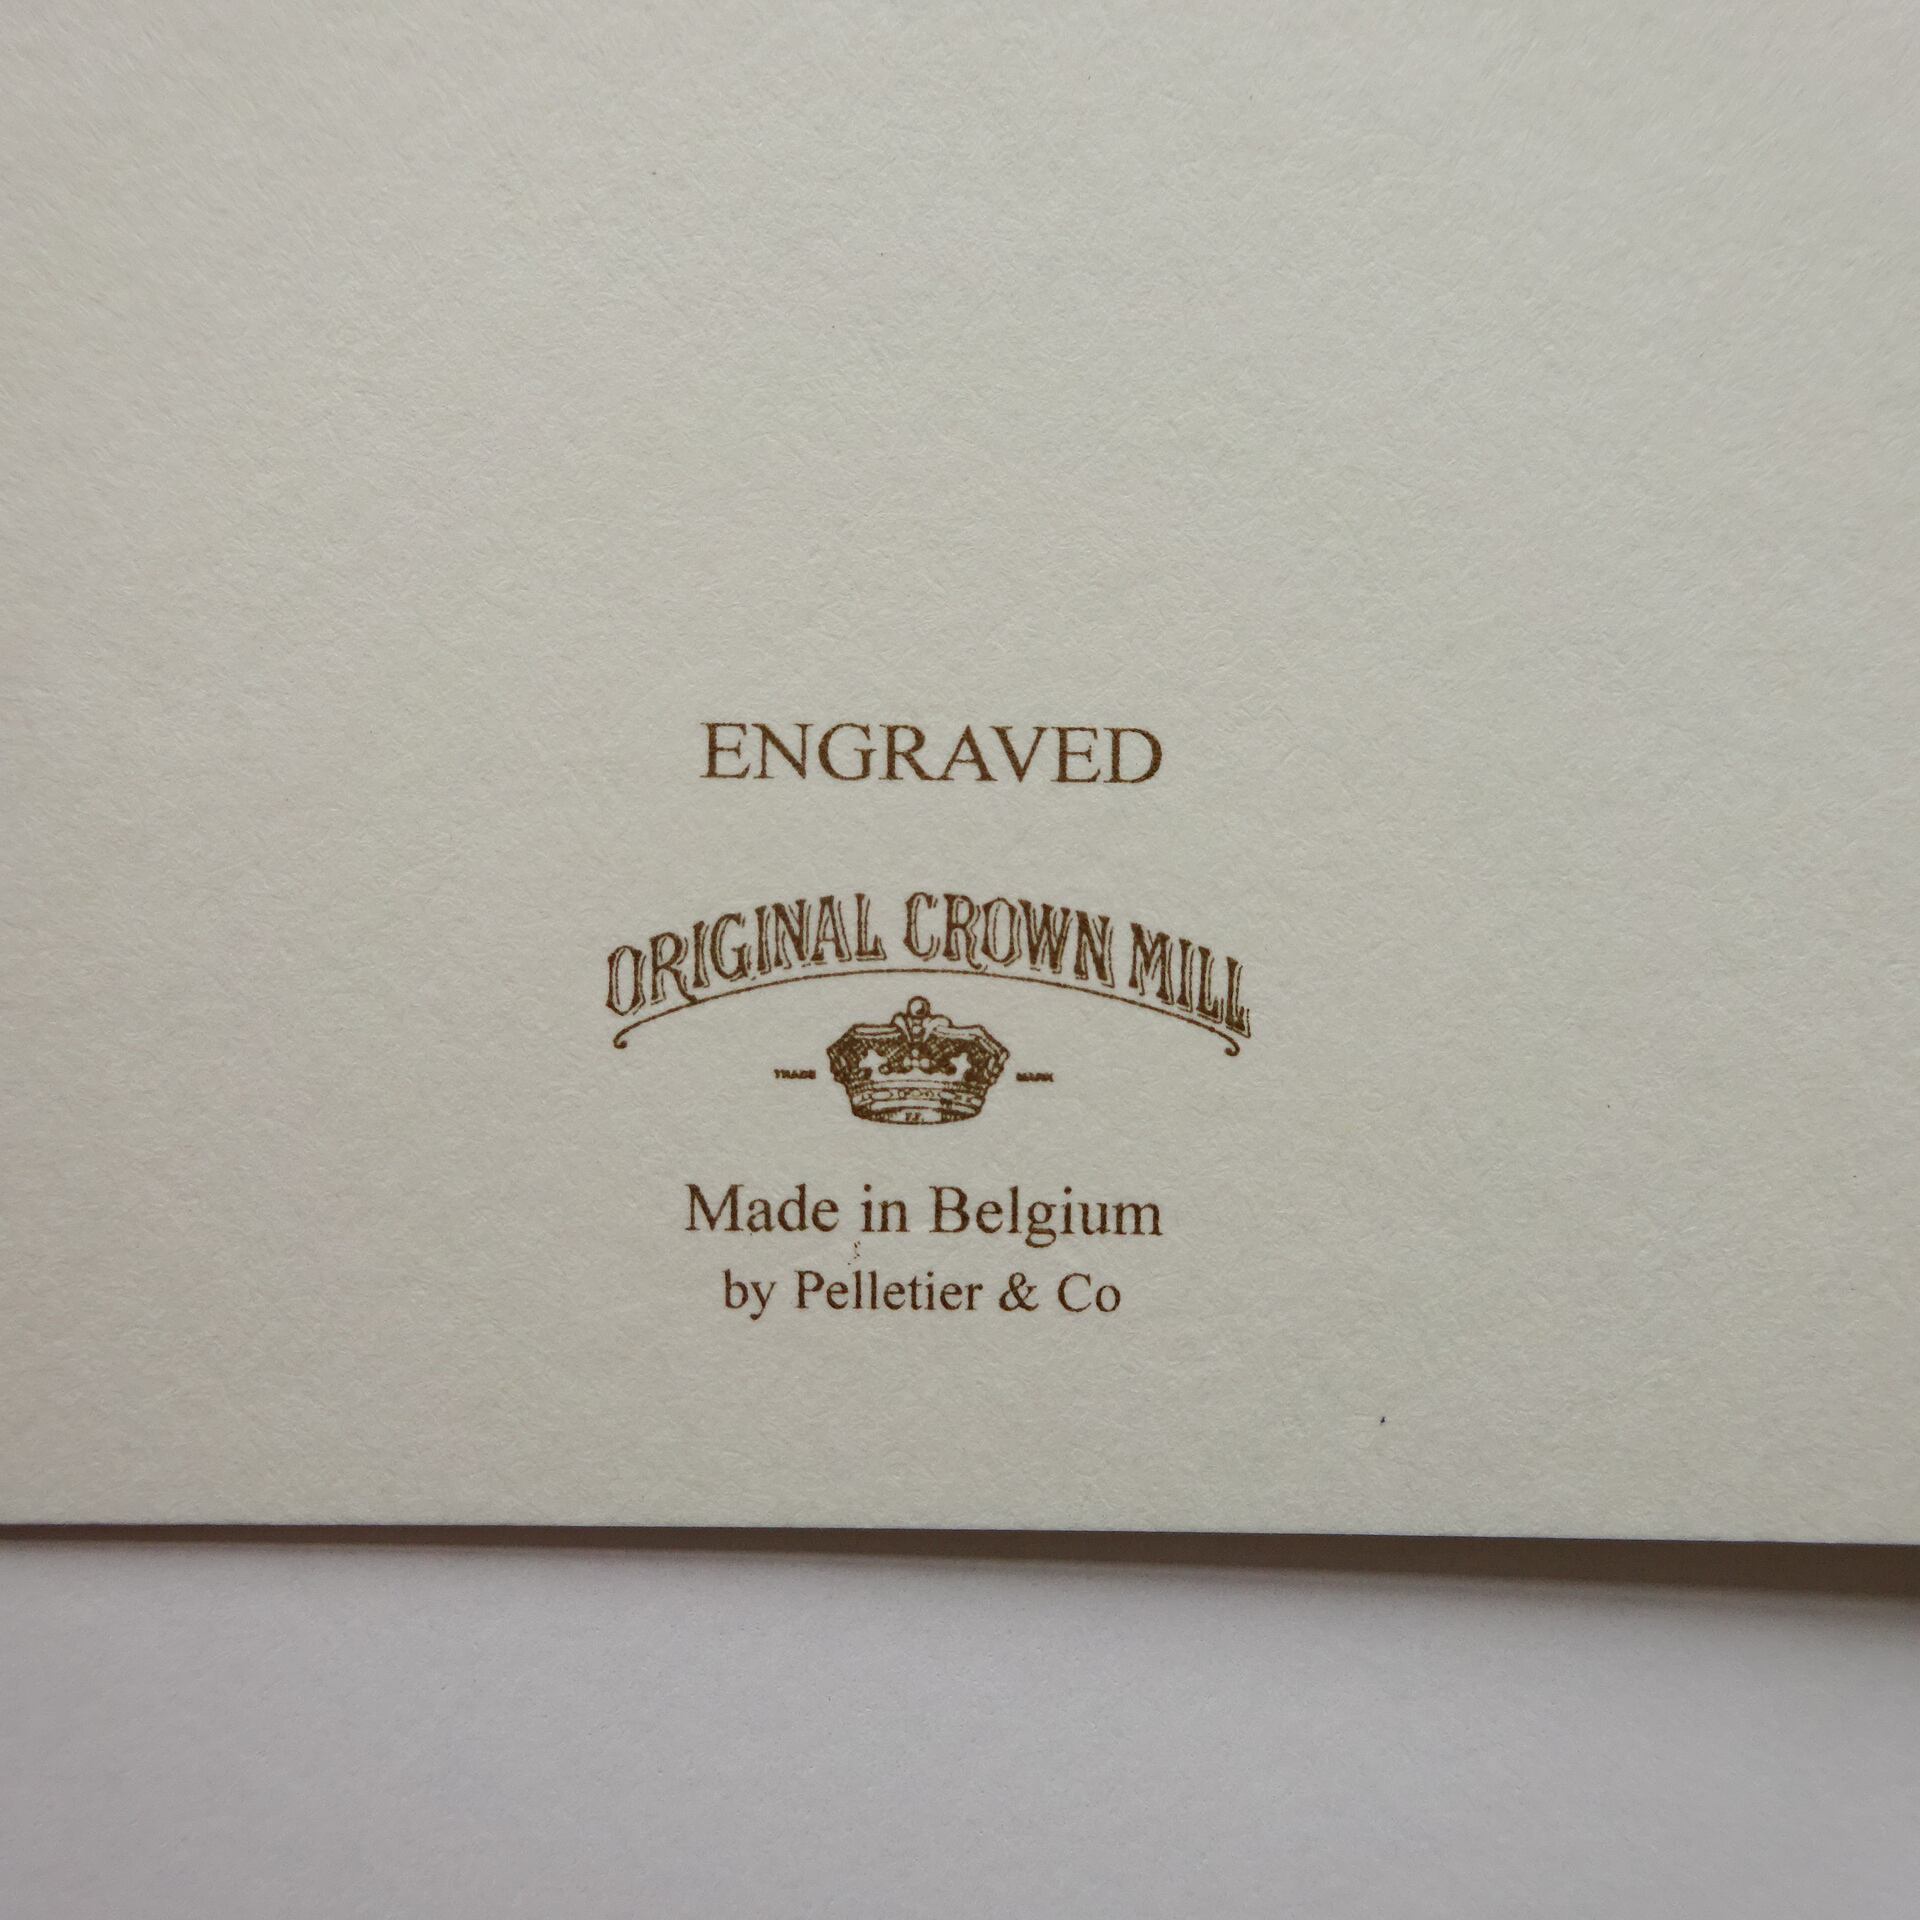 ENGRAVED
ORIGINAL CROWN MILL
TRADE MARK
Made in Belgium
by Pelletier & Co